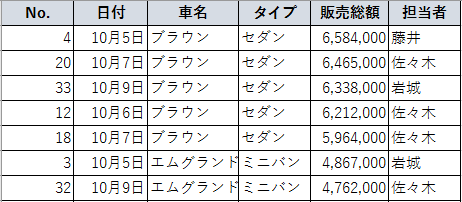 No. 日付 車名 タイプ 販売総額 担当者
4 10月5日 ブラウン セダン 6,584,000 藤井
20 10月7日 ブラウン セダン 6,465,000 佐々木
33 10月9日 ブラウン セダン 6,338,000 岩城
12 10月6日 ブラウン セダン 6,212,000 佐々木
18 10月7日 ブラウン セダン 5,964,000 佐々木
3 10月5日 エムグランド ミニバン 4,867,000 岩城
32 10月9日 エムグランド ミニバン 4,762,000 佐々木